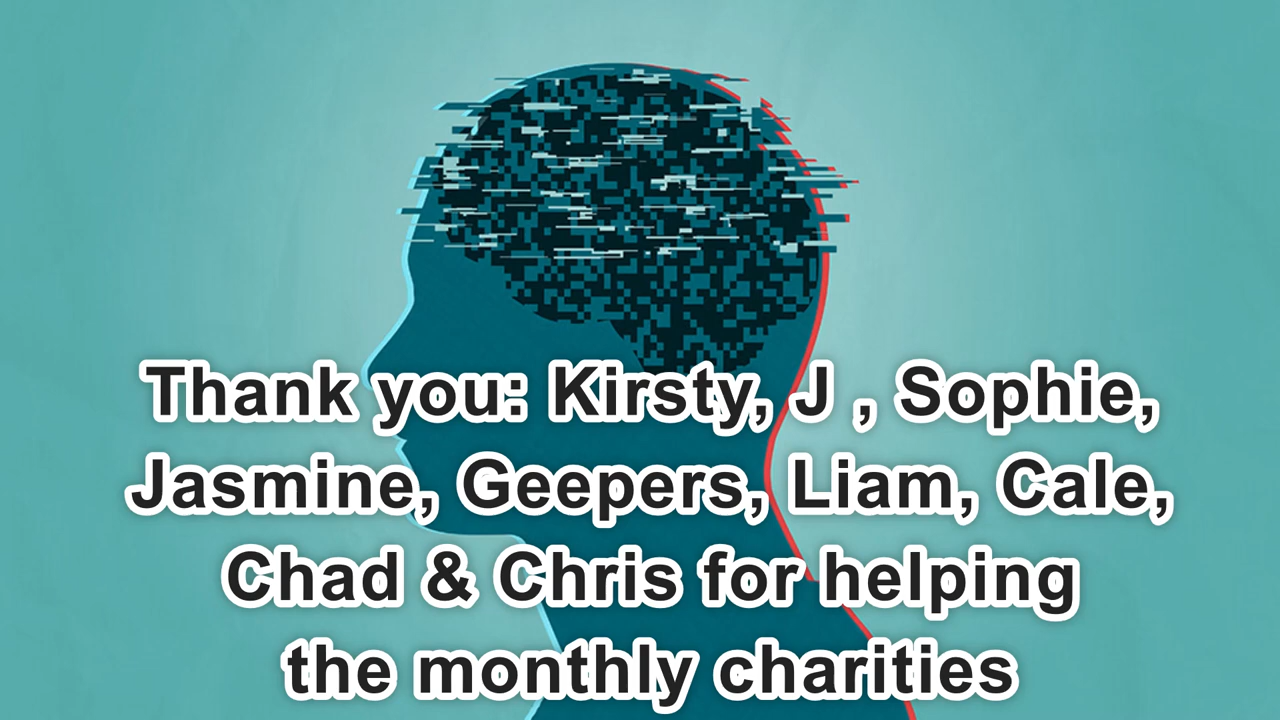 Thank you: Kirsty, J , Sophie,
Jasmine, Geepers, Liam, Cale,
Chad & Chris for helping
the monthly charities